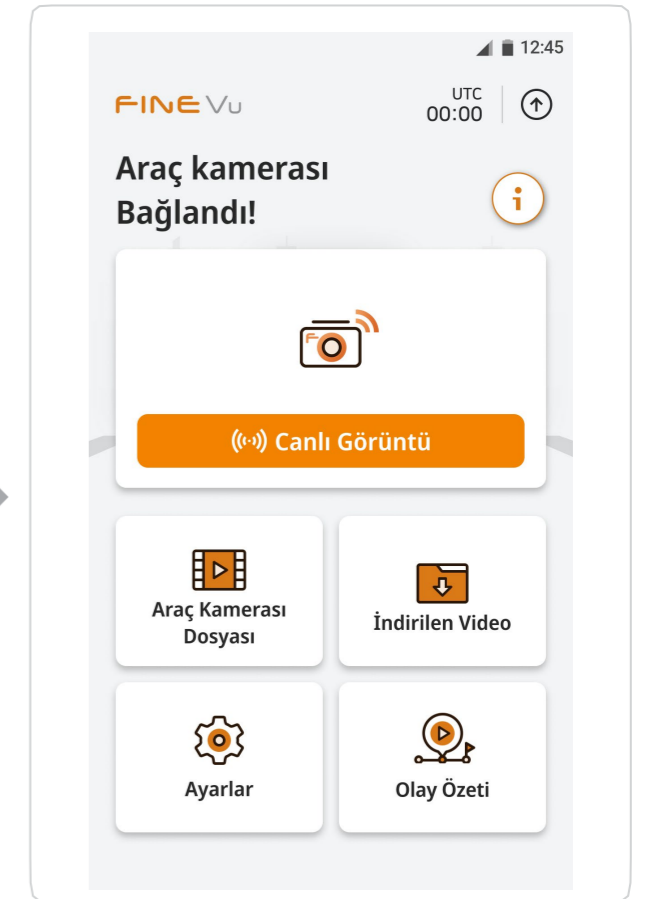 12:45
FINE Vu
UTC
00:00
Araç kamerası
Bağlandı!
i
F
Canlı Görüntü
Araç Kamerası
Dosyası
İndirilen Video
Ayarlar
Olay Özeti